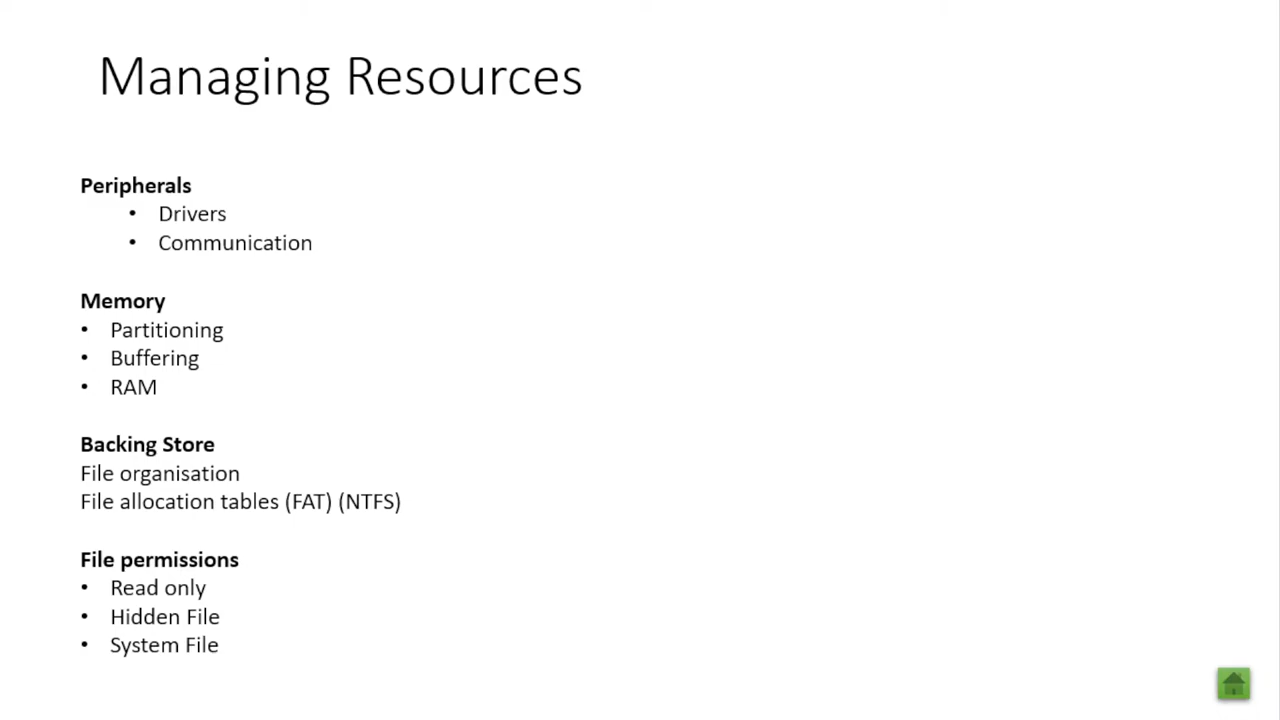 Managing Resources
Peripherals
• Drivers
• Communication
Memory
• Partitioning
• Buffering
• RAM
Backing Store
File organisation
File allocation tables (FAT) (NTFS)
File permissions
• Read only
• Hidden File
• System File